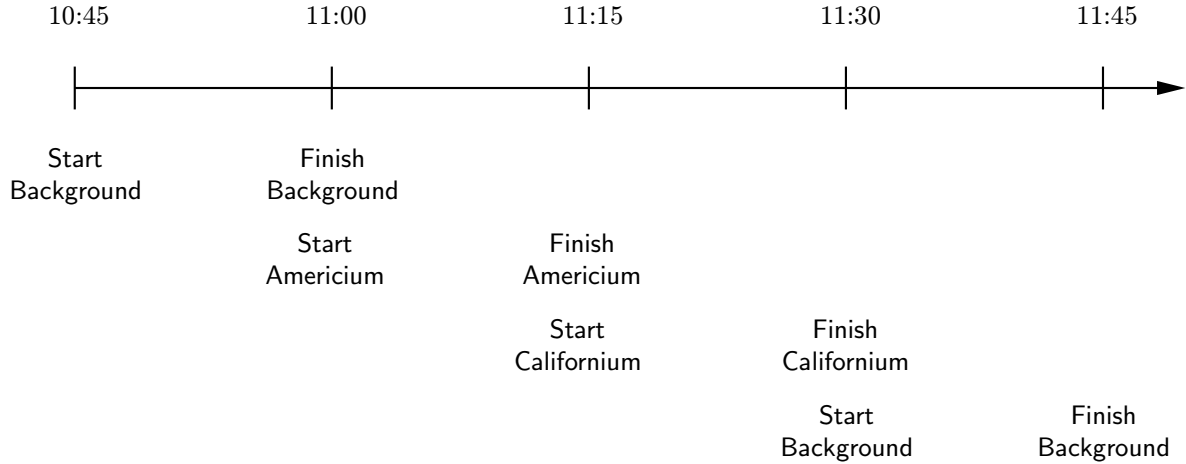 10:45 11:00 11:15 11:30 11:45
Start Finish
Background Background
Start Finish
Americium Americium
Start Finish
Californium Californium
Start Finish
Background Background